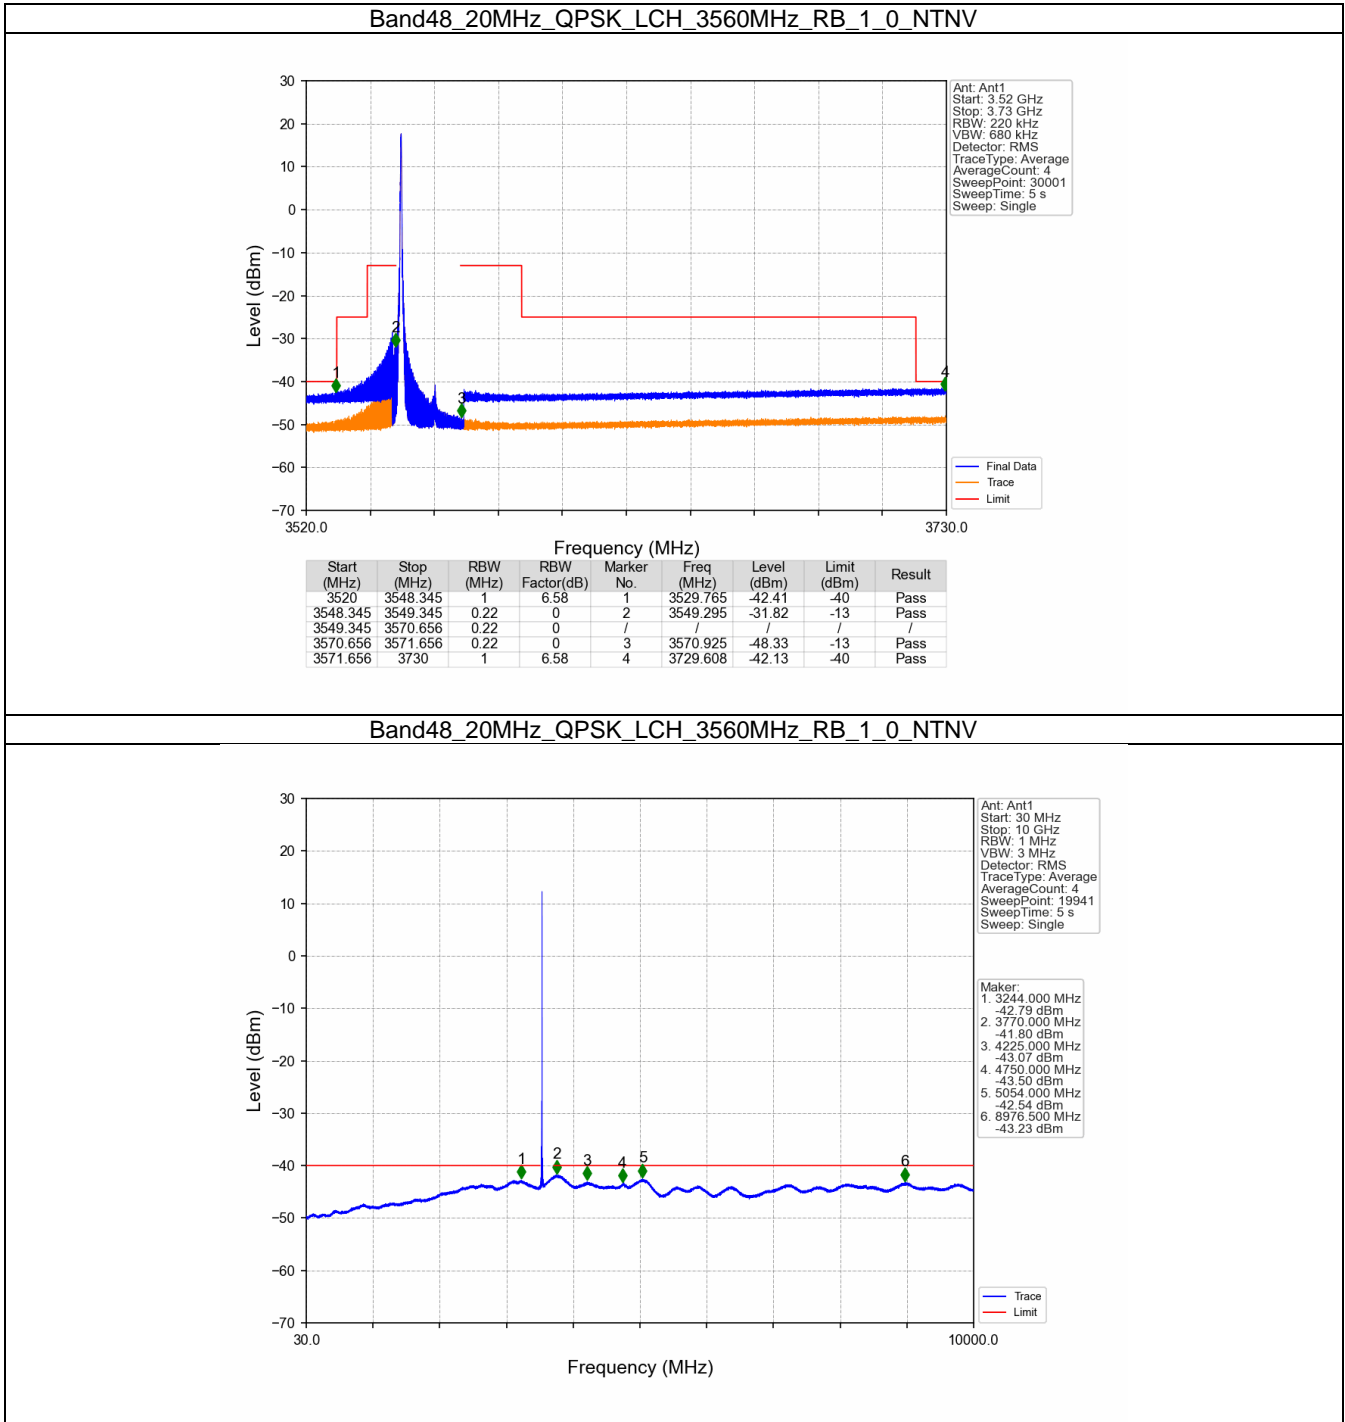 Band48_20MHz_QPSK_LCH_3560MHz_RB_1_0_NTNV
30
20
10
0
−10
−20
−30
−40
−50
−60
−70
Level (dBm)
1
2
3
4
3520.0
3730.0
Frequency (MHz)
Ant: Ant1
Start: 3.52 GHz
Stop: 3.73 GHz
RBW: 220 kHz
VBW: 680 kHz
Detector: RMS
TraceType: Average
AverageCount: 4
SweepPoint: 30001
SweepTime: 5 s
Sweep: Single
Final Data
Trace
Limit
Start (MHz) Stop (MHz) RBW (MHz) RBW Factor(dB) Marker No. Freq (MHz) Level (dBm) Limit (dBm) Result
3520 3548.345 1 6.58 1 3529.765 -42.41 -40 Pass
3548.345 3549.345 0.22 0 2 3549.295 -31.82 -13 Pass
3549.345 3570.656 0.22 0 / / / / /
3570.656 3571.656 0.22 0 3 3570.925 -48.33 -13 Pass
3571.656 3730 1 6.58 4 3729.608 -42.13 -40 Pass
Band48_20MHz_QPSK_LCH_3560MHz_RB_1_0_NTNV
30
20
10
0
−10
−20
−30
−40
−50
−60
−70
Level (dBm)
1
2
3
4
5
6
30.0
10000.0
Frequency (MHz)
Ant: Ant1
Start: 30 MHz
Stop: 10 GHz
RBW: 1 MHz
VBW: 3 MHz
Detector: RMS
TraceType: Average
AverageCount: 4
SweepPoint: 19941
SweepTime: 5 s
Sweep: Single
Maker:
1. 3244.000 MHz
-42.79 dBm
2. 3770.000 MHz
-41.80 dBm
3. 4225.000 MHz
-43.07 dBm
4. 4750.000 MHz
-43.50 dBm
5. 5054.000 MHz
-42.54 dBm
6. 8976.500 MHz
-43.23 dBm
Trace
Limit